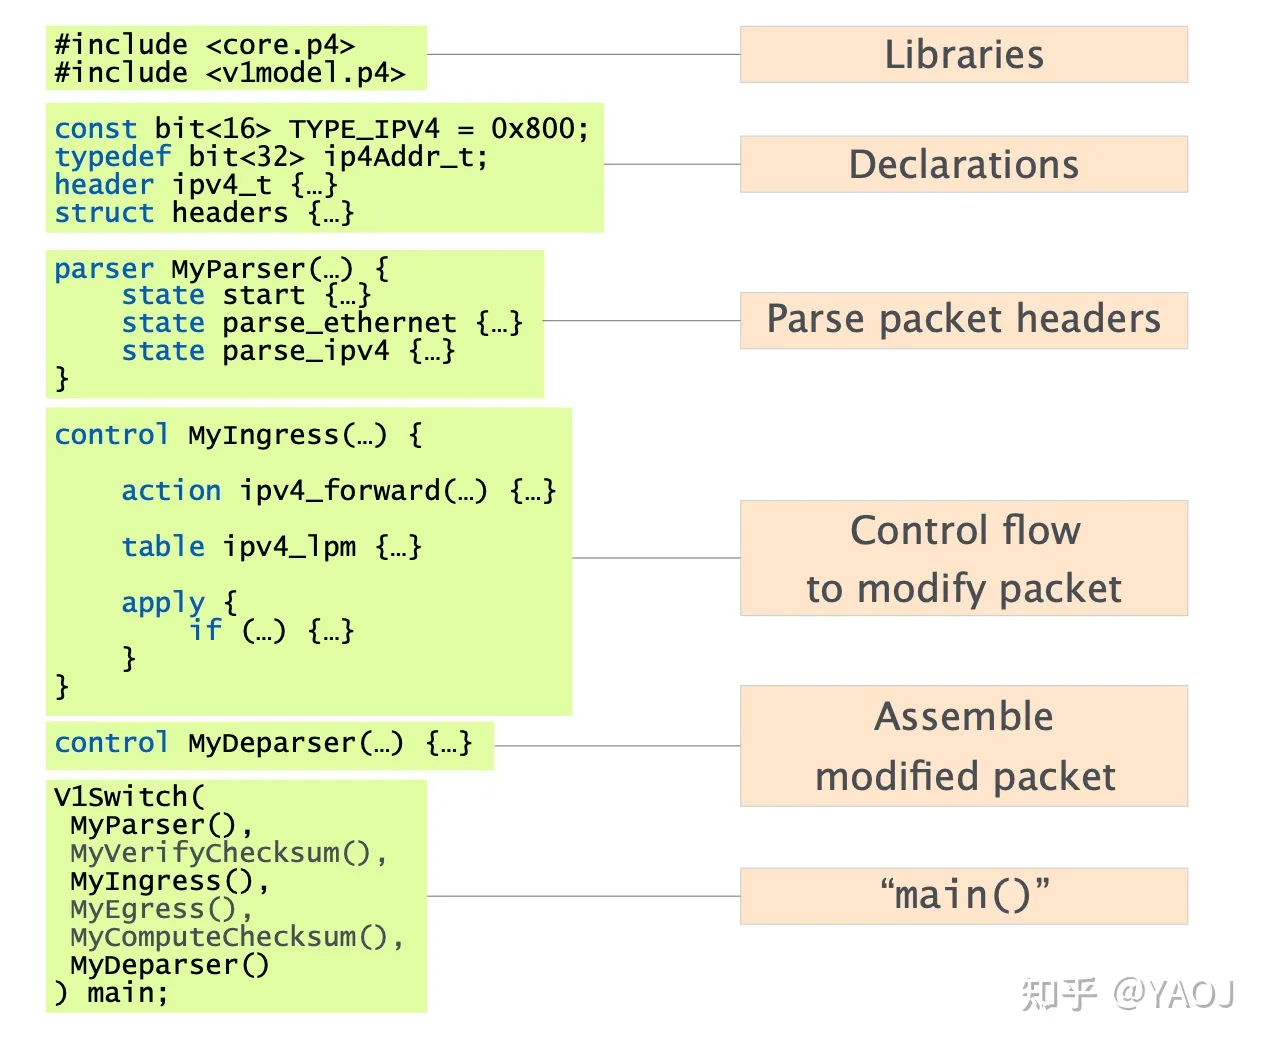 #include <core.p4>
#include <v1model.p4>
Libraries
const bit<16> TYPE_IPV4 = 0x800;
typedef bit<32> ip4Addr_t;
header ipv4_t {…}
struct headers {…}
Declarations
parser MyParser(…) {
    state start {…}
    state parse_ethernet {…}
    state parse_ipv4 {…}
}
Parse packet headers
control MyIngress(…) {
    action ipv4_forward(…) {…}
    table ipv4_lpm {…}
    apply {
        if (…) {…}
    }
}
Control flow
to modify packet
control MyDeparser(…) {…}
Assemble
modified packet
V1Switch(
 MyParser(),
 MyVerifyChecksum(),
 MyIngress(),
 MyEgress(),
 MyComputeChecksum(),
 MyDeparser()
) main;
“main()”
知乎 @YAOJ